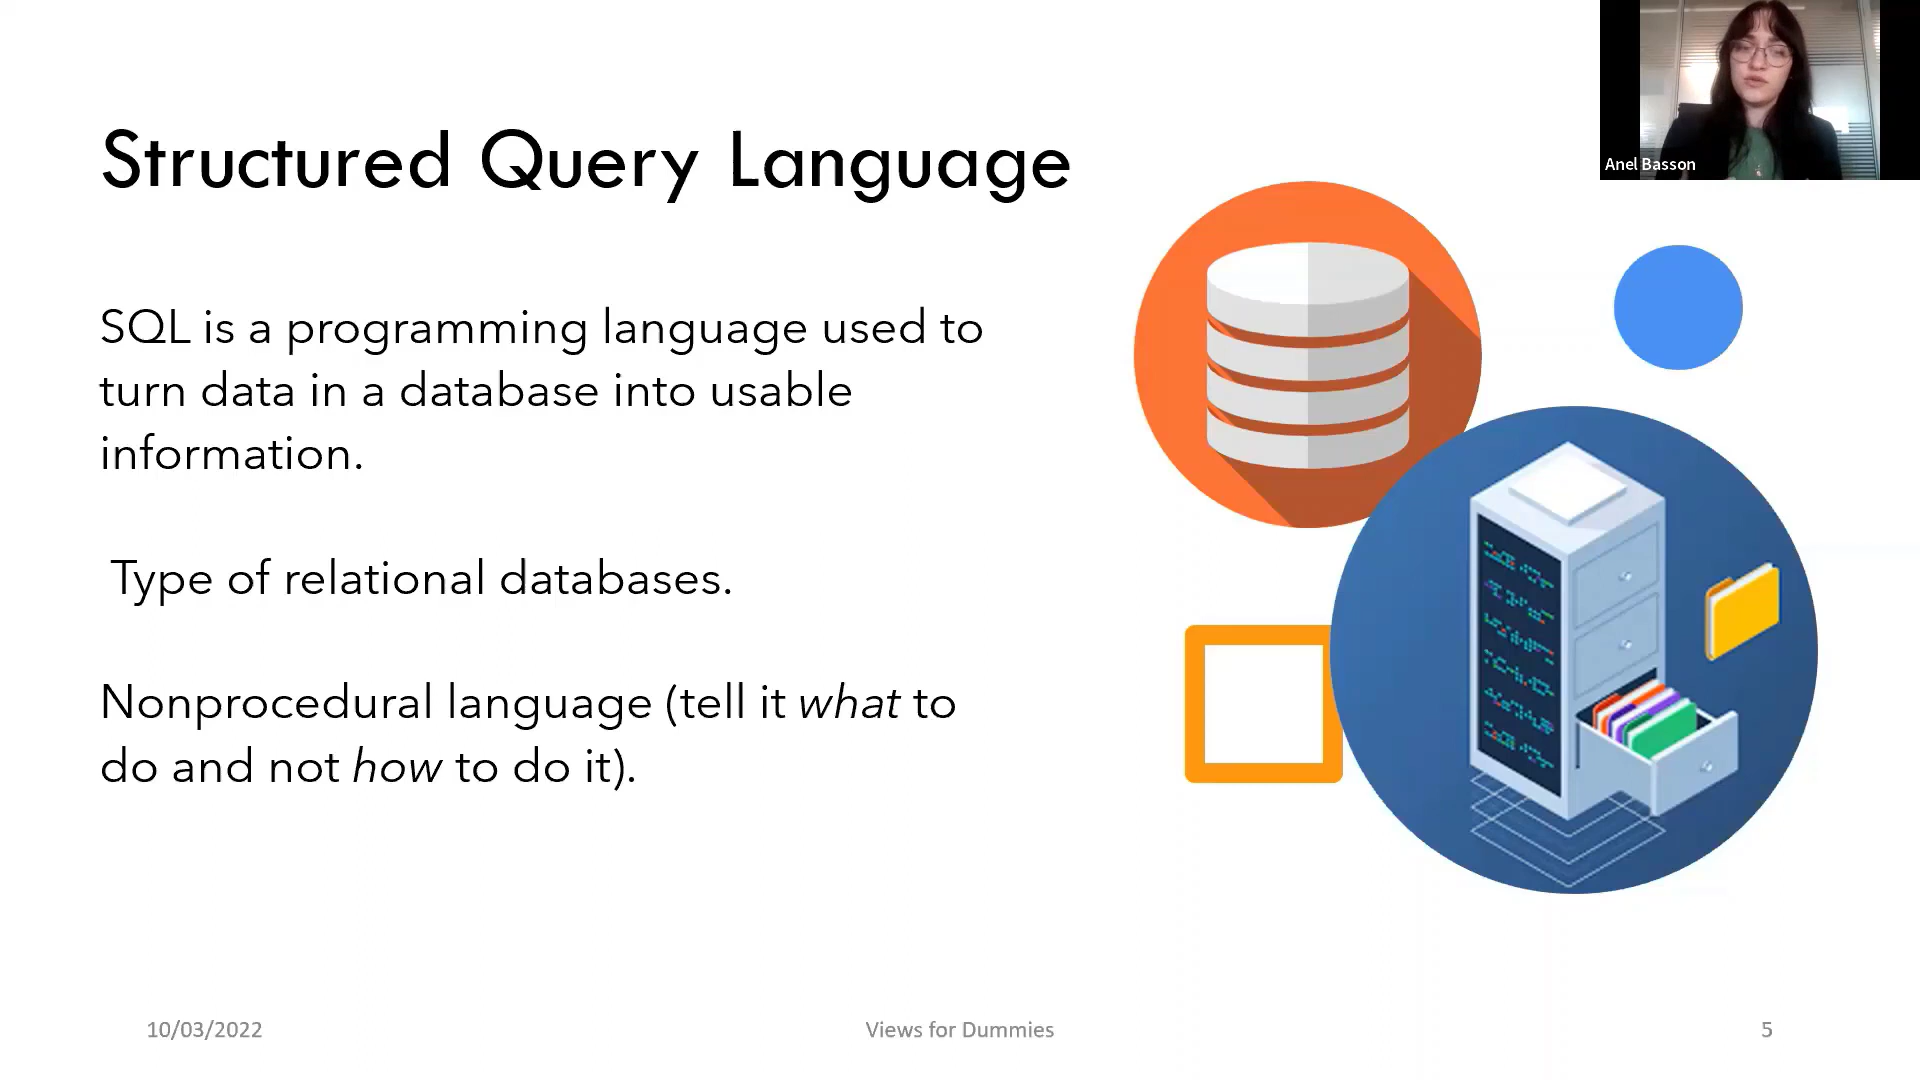 Structured Query Language
Anel Basson
SQL is a programming language used to
turn data in a database into usable
information.
Type of relational databases.
Nonprocedural language (tell it what to
do and not how to do it).
10/03/2022
Views for Dummies
5